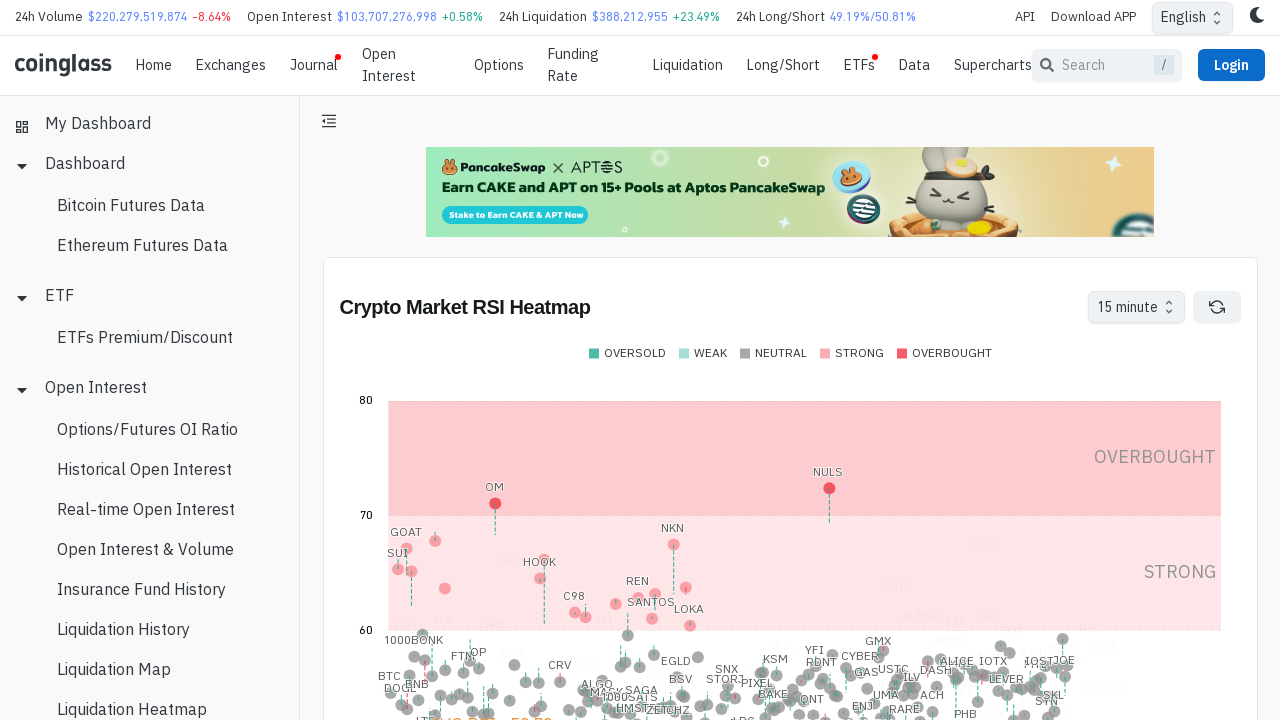 24h Volume $220,279,519,874 -8.64% Open Interest $103,707,276,998 +0.58% 24h Liquidation $388,212,955 +23.49% 24h Long/Short 49.19%/50.81% API Download APP English
coinglass Home Exchanges Journal Open Interest Options Funding Rate Liquidation Long/Short ETFs Data Supercharts Search / Login
My Dashboard
Dashboard
Bitcoin Futures Data
Ethereum Futures Data
ETF
ETFs Premium/Discount
Open Interest
Options/Futures OI Ratio
Historical Open Interest
Real-time Open Interest
Open Interest & Volume
Insurance Fund History
Liquidation History
Liquidation Map
Liquidation Heatmap
PancakeSwap × APTOS
Earn CAKE and APT on 15+ Pools at Aptos PancakeSwap
Stake to Earn CAKE & APT Now
Crypto Market RSI Heatmap
15 minute
OVERSOLD WEAK NEUTRAL STRONG OVERBOUGHT
80
OVERBOUGHT
NULS
OM
70
GOAT
NKN
SUI
HOOK
STRONG
REN
C98
SANTOS
LOKA
60
1000BONK
GMX
YFI
FTM OP
CYBER
KSM
RDNT
EGLD
ALICE IOTX
IOST JOE
CRV
SNX
USTC
DASH
BTC
GAS
BSV
STORJ
ILV
LEVER
DOGE
BNB
ALGO
PIXEL
SAGA
1000SATS
CAKE
UMA
ACH
SKL
QNT
SYN
HMSTR
ZETA
CHZ
ENJ
RARE
PHB